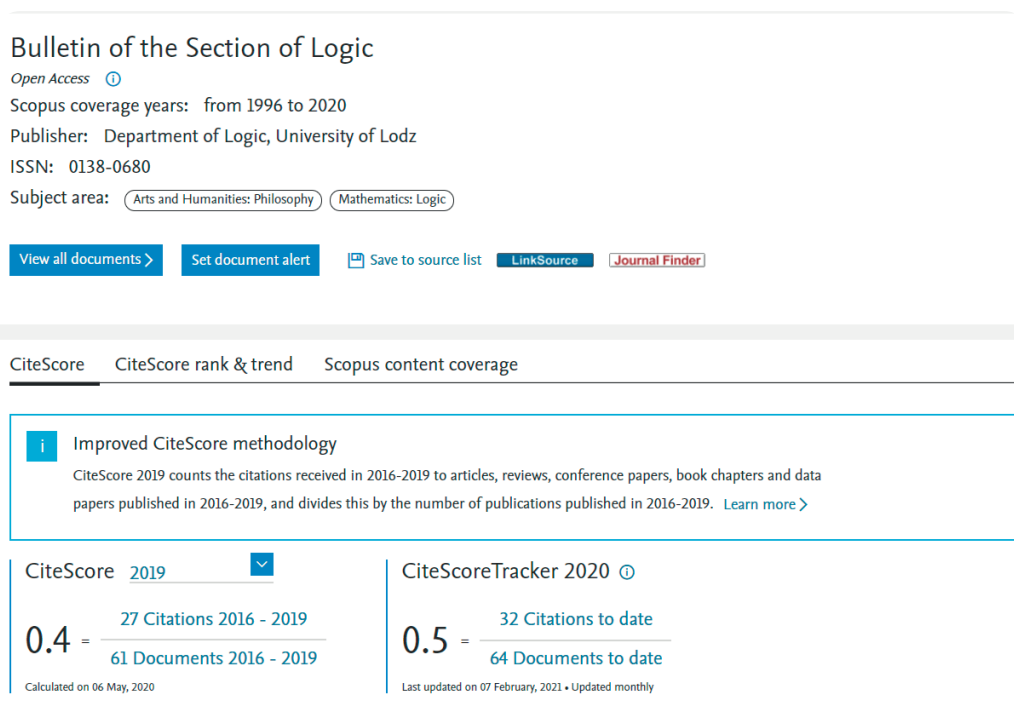 Bulletin of the Section of Logic
Open Access
Scopus coverage years: from 1996 to 2020
Publisher: Department of Logic, University of Lodz
ISSN: 0138-0680
Subject area: Arts and Humanities: Philosophy Mathematics: Logic
View all documents > Set document alert Save to source list LinkSource Journal Finder
CiteScore CiteScore rank & trend Scopus content coverage
i Improved CiteScore methodology
CiteScore 2019 counts the citations received in 2016-2019 to articles, reviews, conference papers, book chapters and data
papers published in 2016-2019, and divides this by the number of publications published in 2016-2019. Learn more >
CiteScore 2019
0.4 =
27 Citations 2016 - 2019
61 Documents 2016 - 2019
Calculated on 06 May, 2020
CiteScoreTracker 2020
0.5 =
32 Citations to date
64 Documents to date
Last updated on 07 February, 2021 • Updated monthly